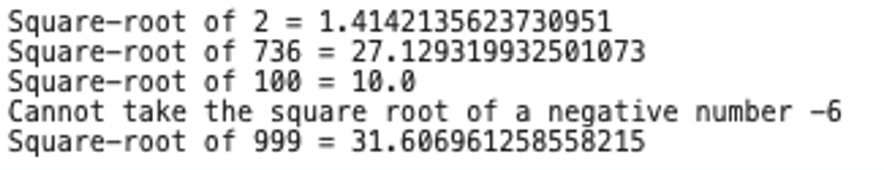 Square-root of 2 = 1.4142135623730951
Square-root of 736 = 27.129319932501073
Square-root of 100 = 10.0
Cannot take the square root of a negative number -6
Square-root of 999 = 31.606961258558215